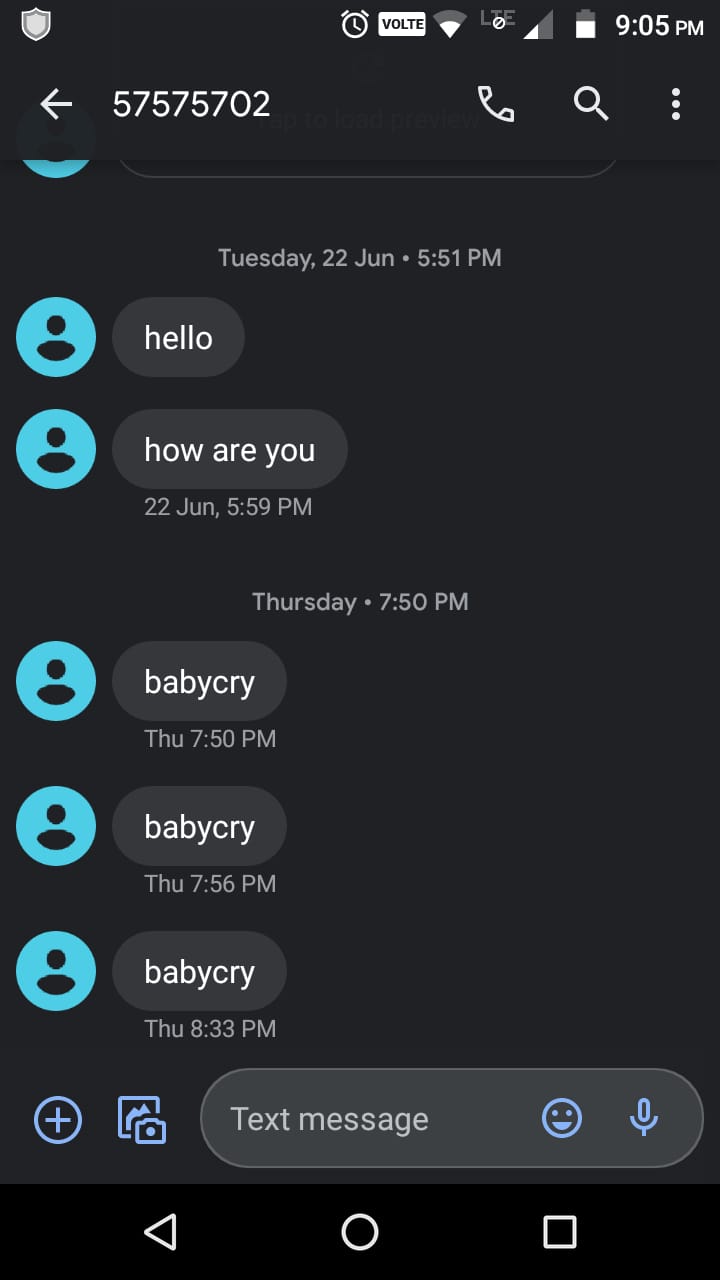 VOLTE LTE 9:05 PM
57575702
Tap to load preview
Tuesday, 22 Jun • 5:51 PM
hello
how are you
22 Jun, 5:59 PM
Thursday • 7:50 PM
babycry
Thu 7:50 PM
babycry
Thu 7:56 PM
babycry
Thu 8:33 PM
Text message